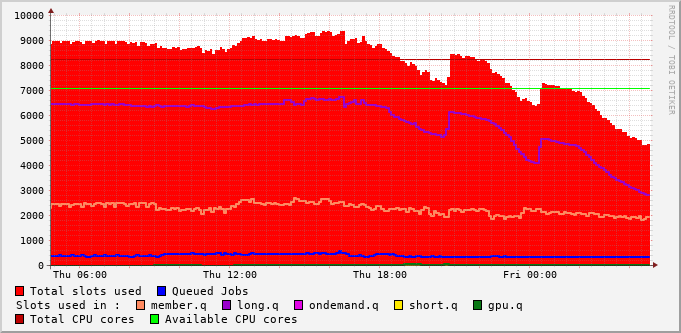 RRDTOOL / TOBI OETIKER
10000
9000
8000
7000
6000
5000
4000
3000
2000
1000
0
Thu 06:00 Thu 12:00 Thu 18:00 Fri 00:00
Total slots used Queued Jobs
Slots used in : member.q long.q ondemand.q short.q gpu.q
Total CPU cores Available CPU cores